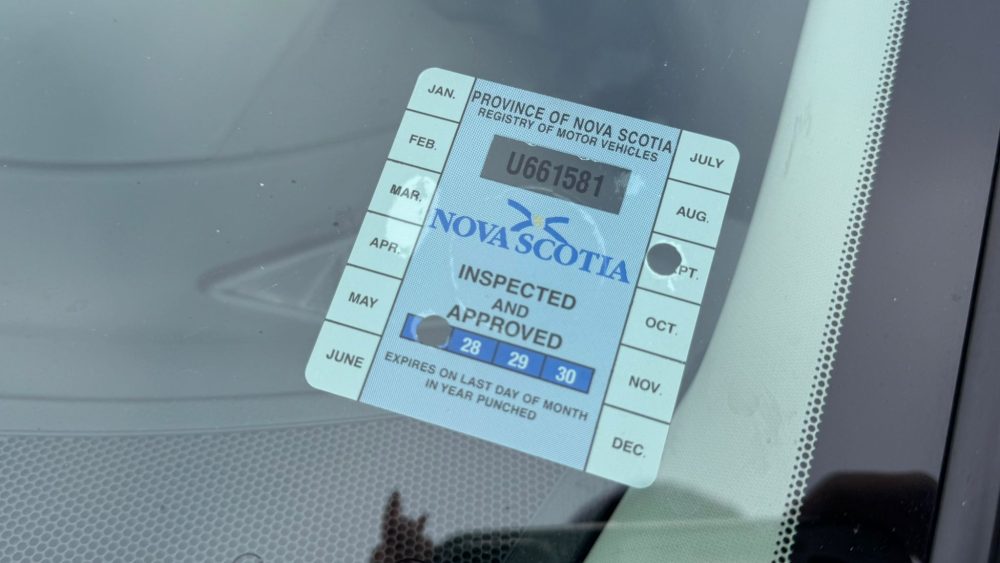 JAN.
FEB.
MAR.
APR.
MAY
JUNE
PROVINCE OF NOVA SCOTIA
REGISTRY OF MOTOR VEHICLES
U661581
NOVA SCOTIA
INSPECTED
AND
APPROVED
28 29 30
EXPIRES ON LAST DAY OF MONTH
IN YEAR PUNCHED
JULY
AUG.
PT.
OCT.
NOV.
DEC.